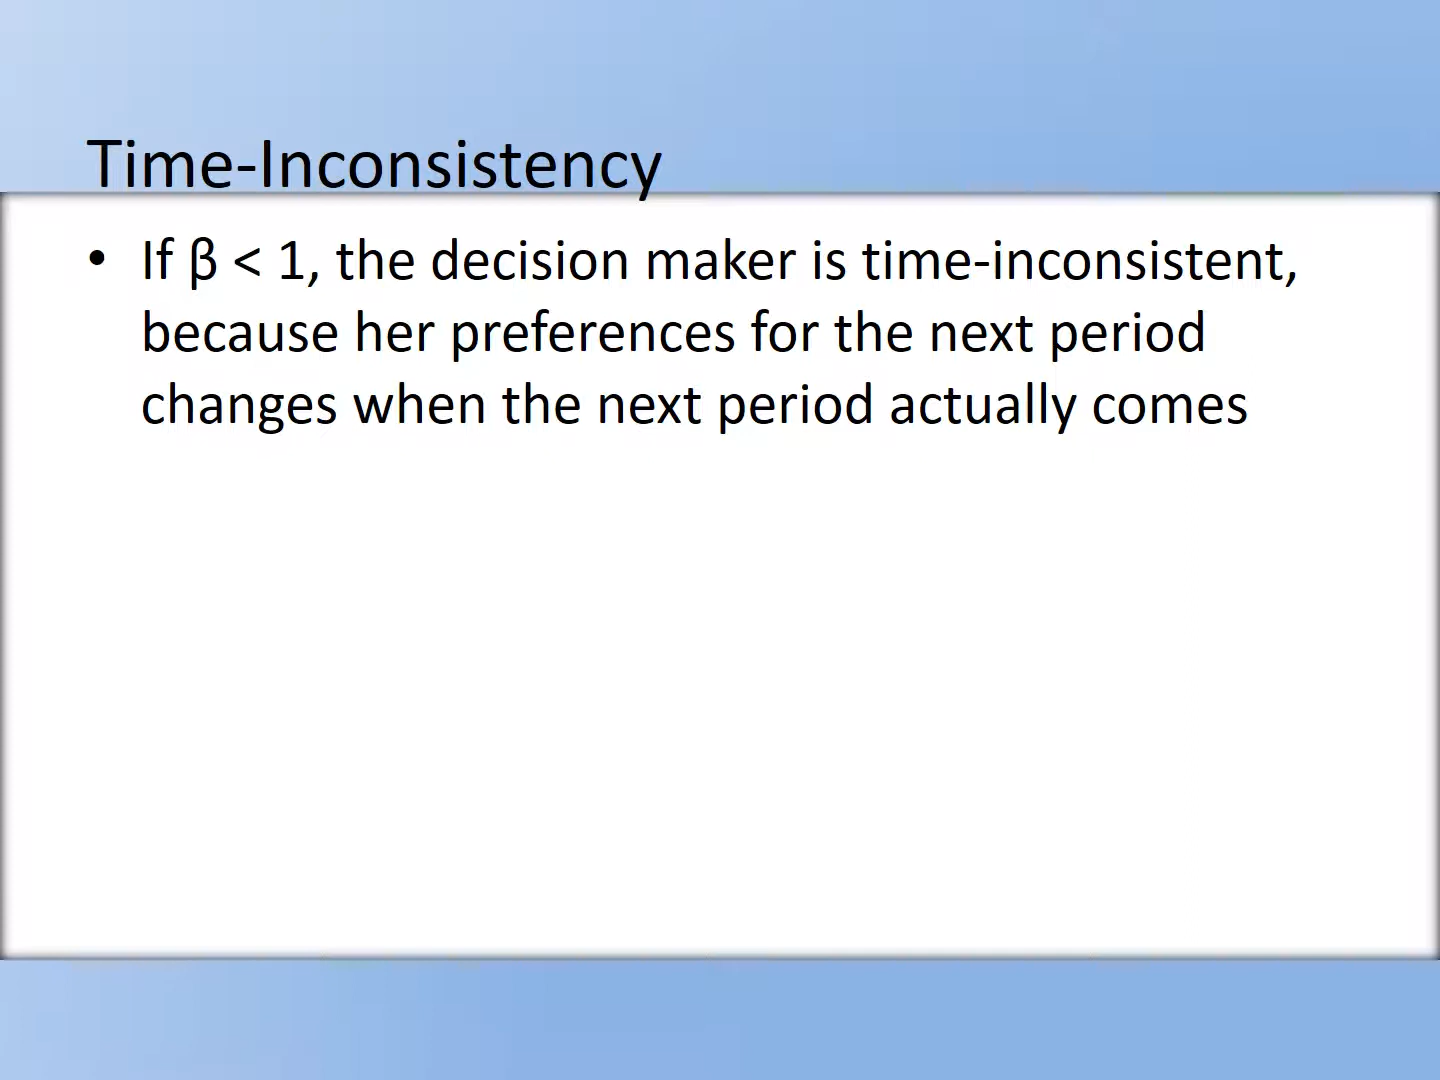 Time-Inconsistency
• If β < 1, the decision maker is time-inconsistent,
because her preferences for the next period
changes when the next period actually comes